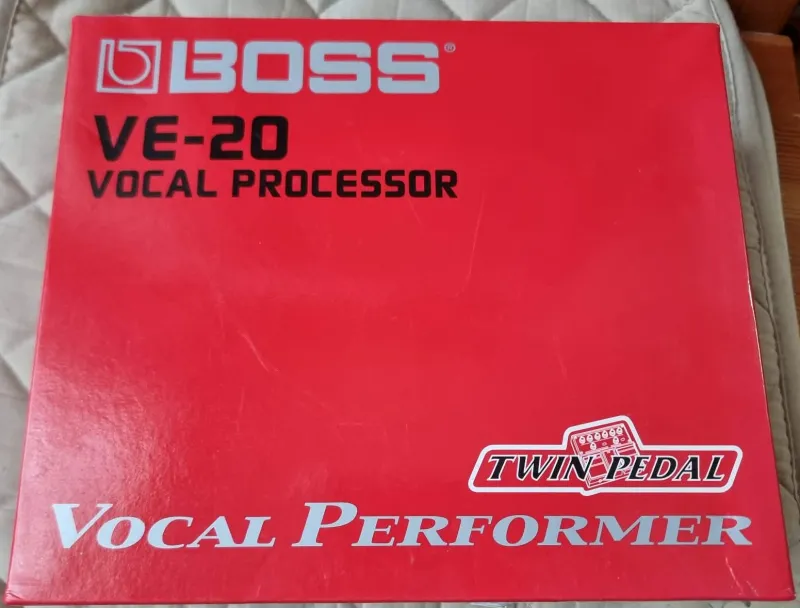 BOSS®
VE-20
VOCAL PROCESSOR
TWIN PEDAL
VOCAL PERFORMER